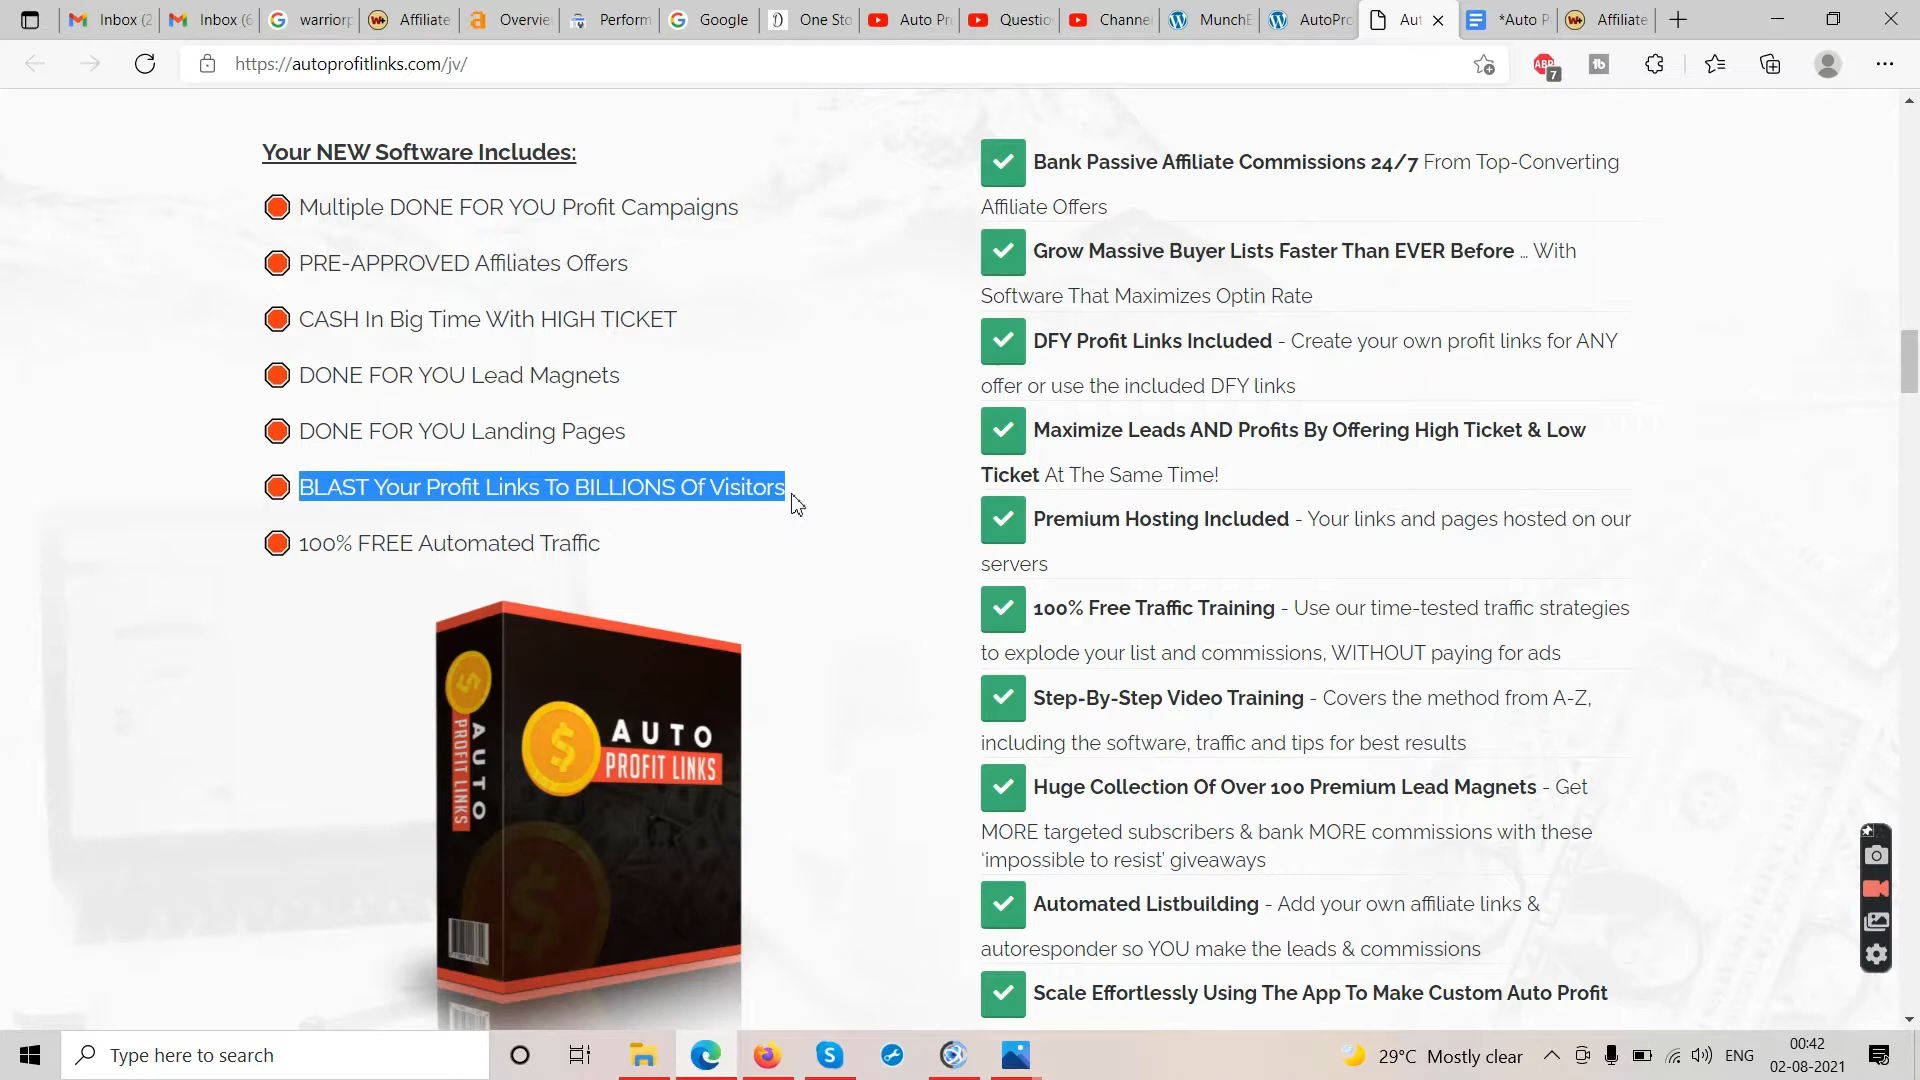 Inbox (2
Inbox (6
warriorp
Affiliate
Overvie
Perform
Google
One Sto
Auto Pr
Questio
Channe
MunchE
AutoPro
Aut
*Auto P
Affiliate
https://autoprofitlinks.com/jv/
ABP
7
tb
Your NEW Software Includes:
Multiple DONE FOR YOU Profit Campaigns
PRE-APPROVED Affiliates Offers
CASH In Big Time With HIGH TICKET
DONE FOR YOU Lead Magnets
DONE FOR YOU Landing Pages
BLAST Your Profit Links To BILLIONS Of Visitors
100% FREE Automated Traffic
AUTO
PROFIT LINKS
AUTO
PROFIT LINKS
Bank Passive Affiliate Commissions 24/7 From Top-Converting
Affiliate Offers
Grow Massive Buyer Lists Faster Than EVER Before ... With
Software That Maximizes Optin Rate
DFY Profit Links Included - Create your own profit links for ANY
offer or use the included DFY links
Maximize Leads AND Profits By Offering High Ticket & Low
Ticket At The Same Time!
Premium Hosting Included - Your links and pages hosted on our
servers
100% Free Traffic Training - Use our time-tested traffic strategies
to explode your list and commissions, WITHOUT paying for ads
Step-By-Step Video Training - Covers the method from A-Z,
including the software, traffic and tips for best results
Huge Collection Of Over 100 Premium Lead Magnets - Get
MORE targeted subscribers & bank MORE commissions with these
'impossible to resist' giveaways
Automated Listbuilding - Add your own affiliate links &
autoresponder so YOU make the leads & commissions
Scale Effortlessly Using The App To Make Custom Auto Profit
Type here to search
29°C Mostly clear
ENG
00:42
02-08-2021